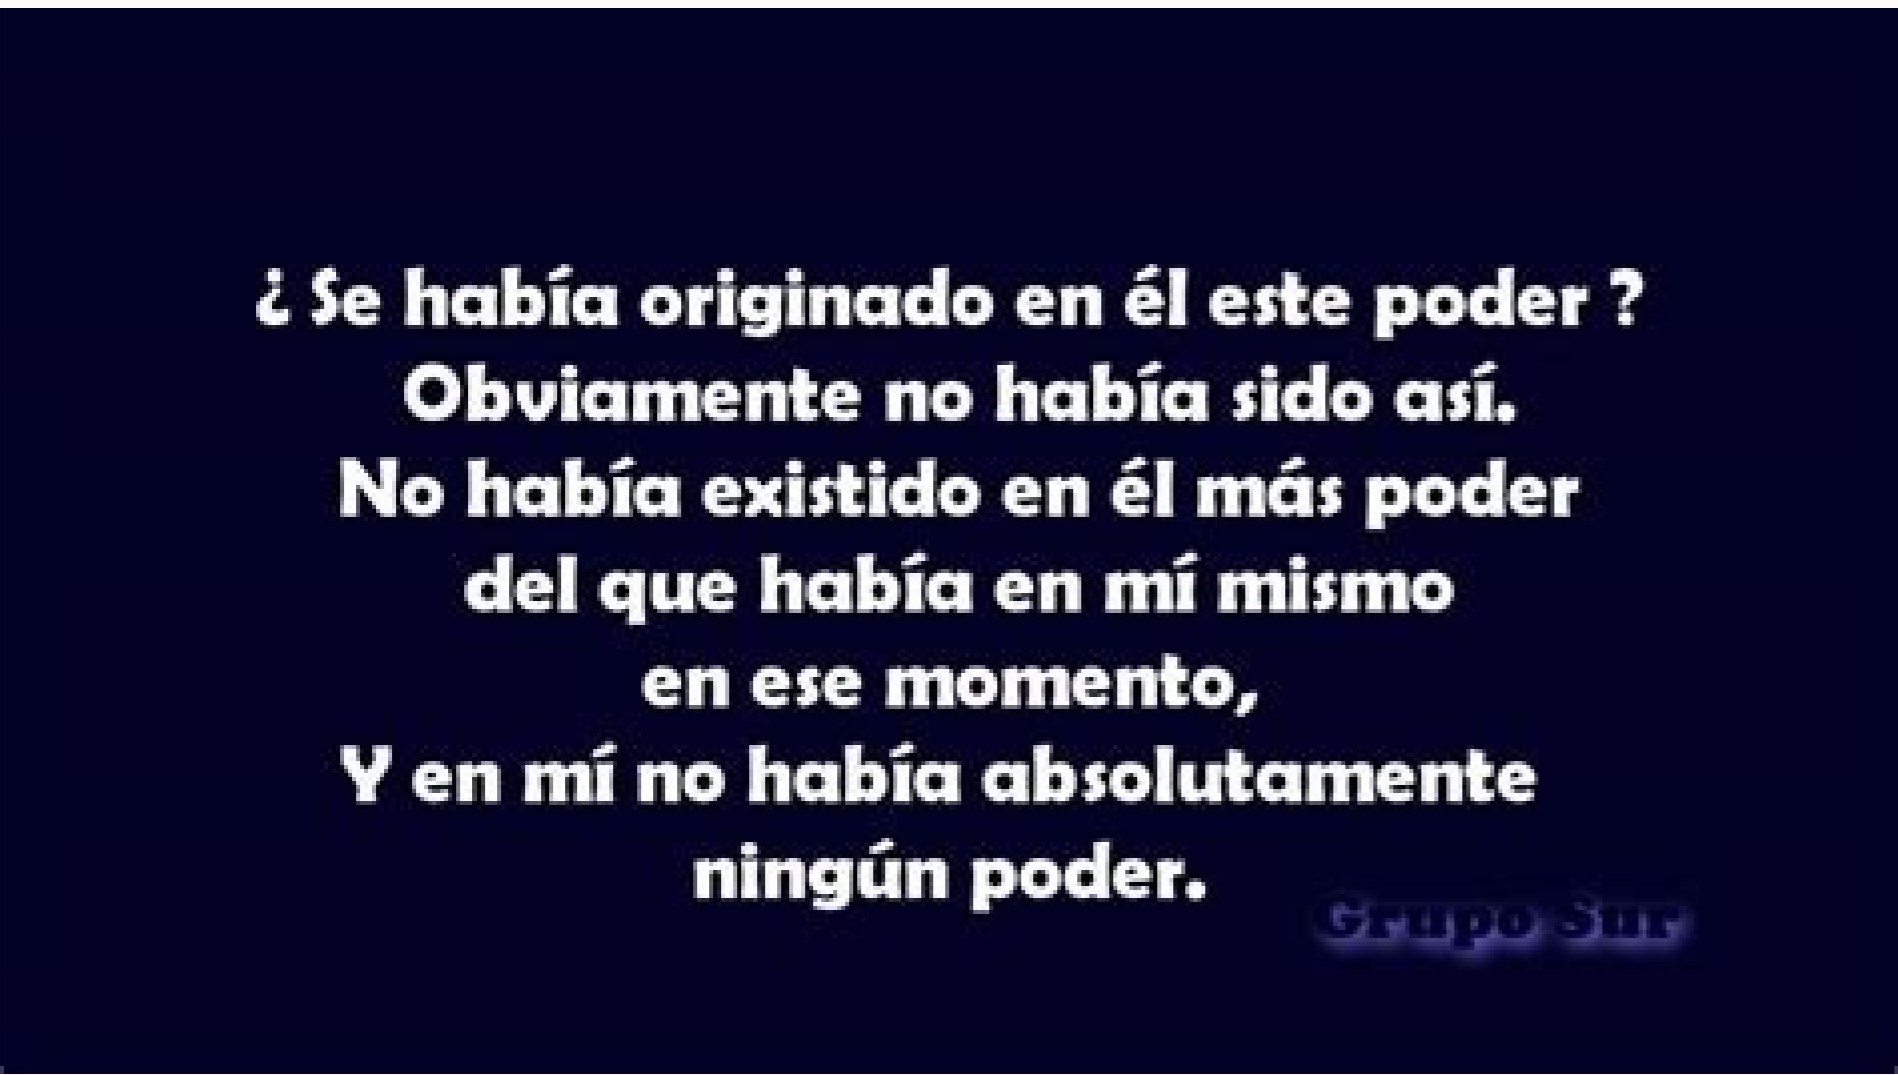 ¿ Se había originado en él este poder ?
Obviamente no había sido así.
No había existido en él más poder
del que había en mí mismo
en ese momento,
Y en mí no había absolutamente
ningún poder.
Grupo Sur